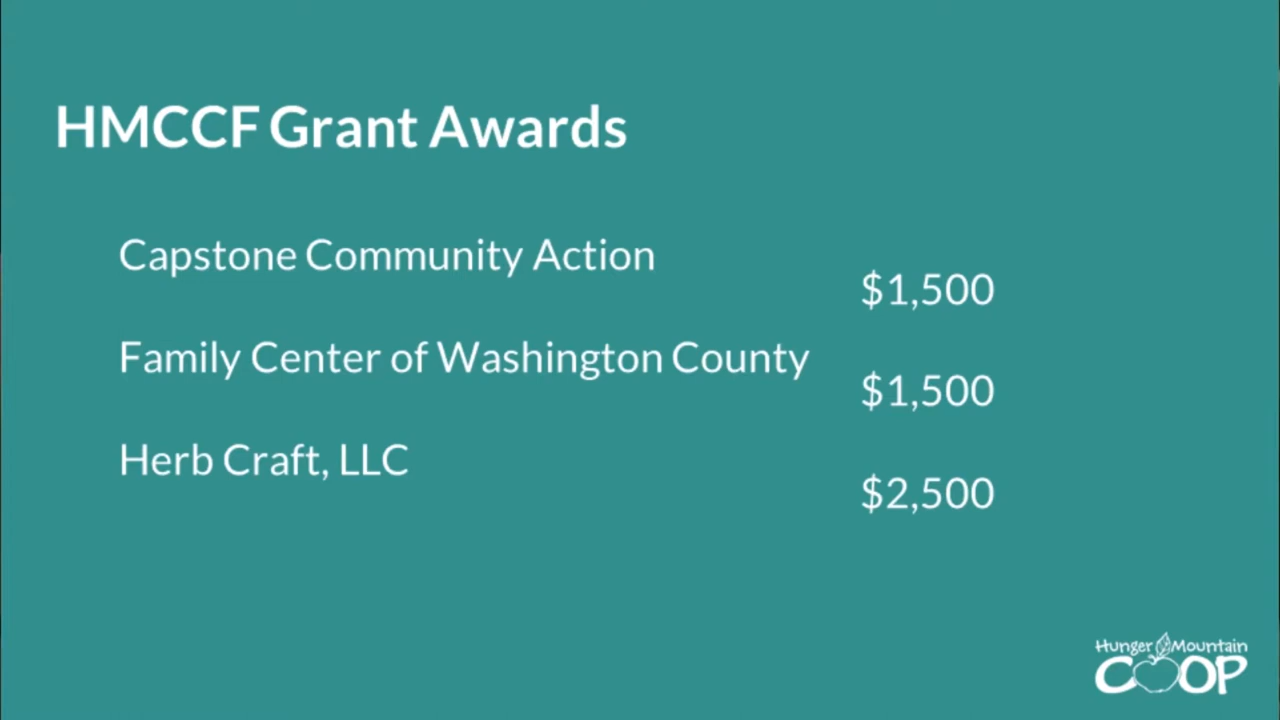 HMCCF Grant Awards
Capstone Community Action
$1,500
Family Center of Washington County
$1,500
Herb Craft, LLC
$2,500
Hunger Mountain
COOP